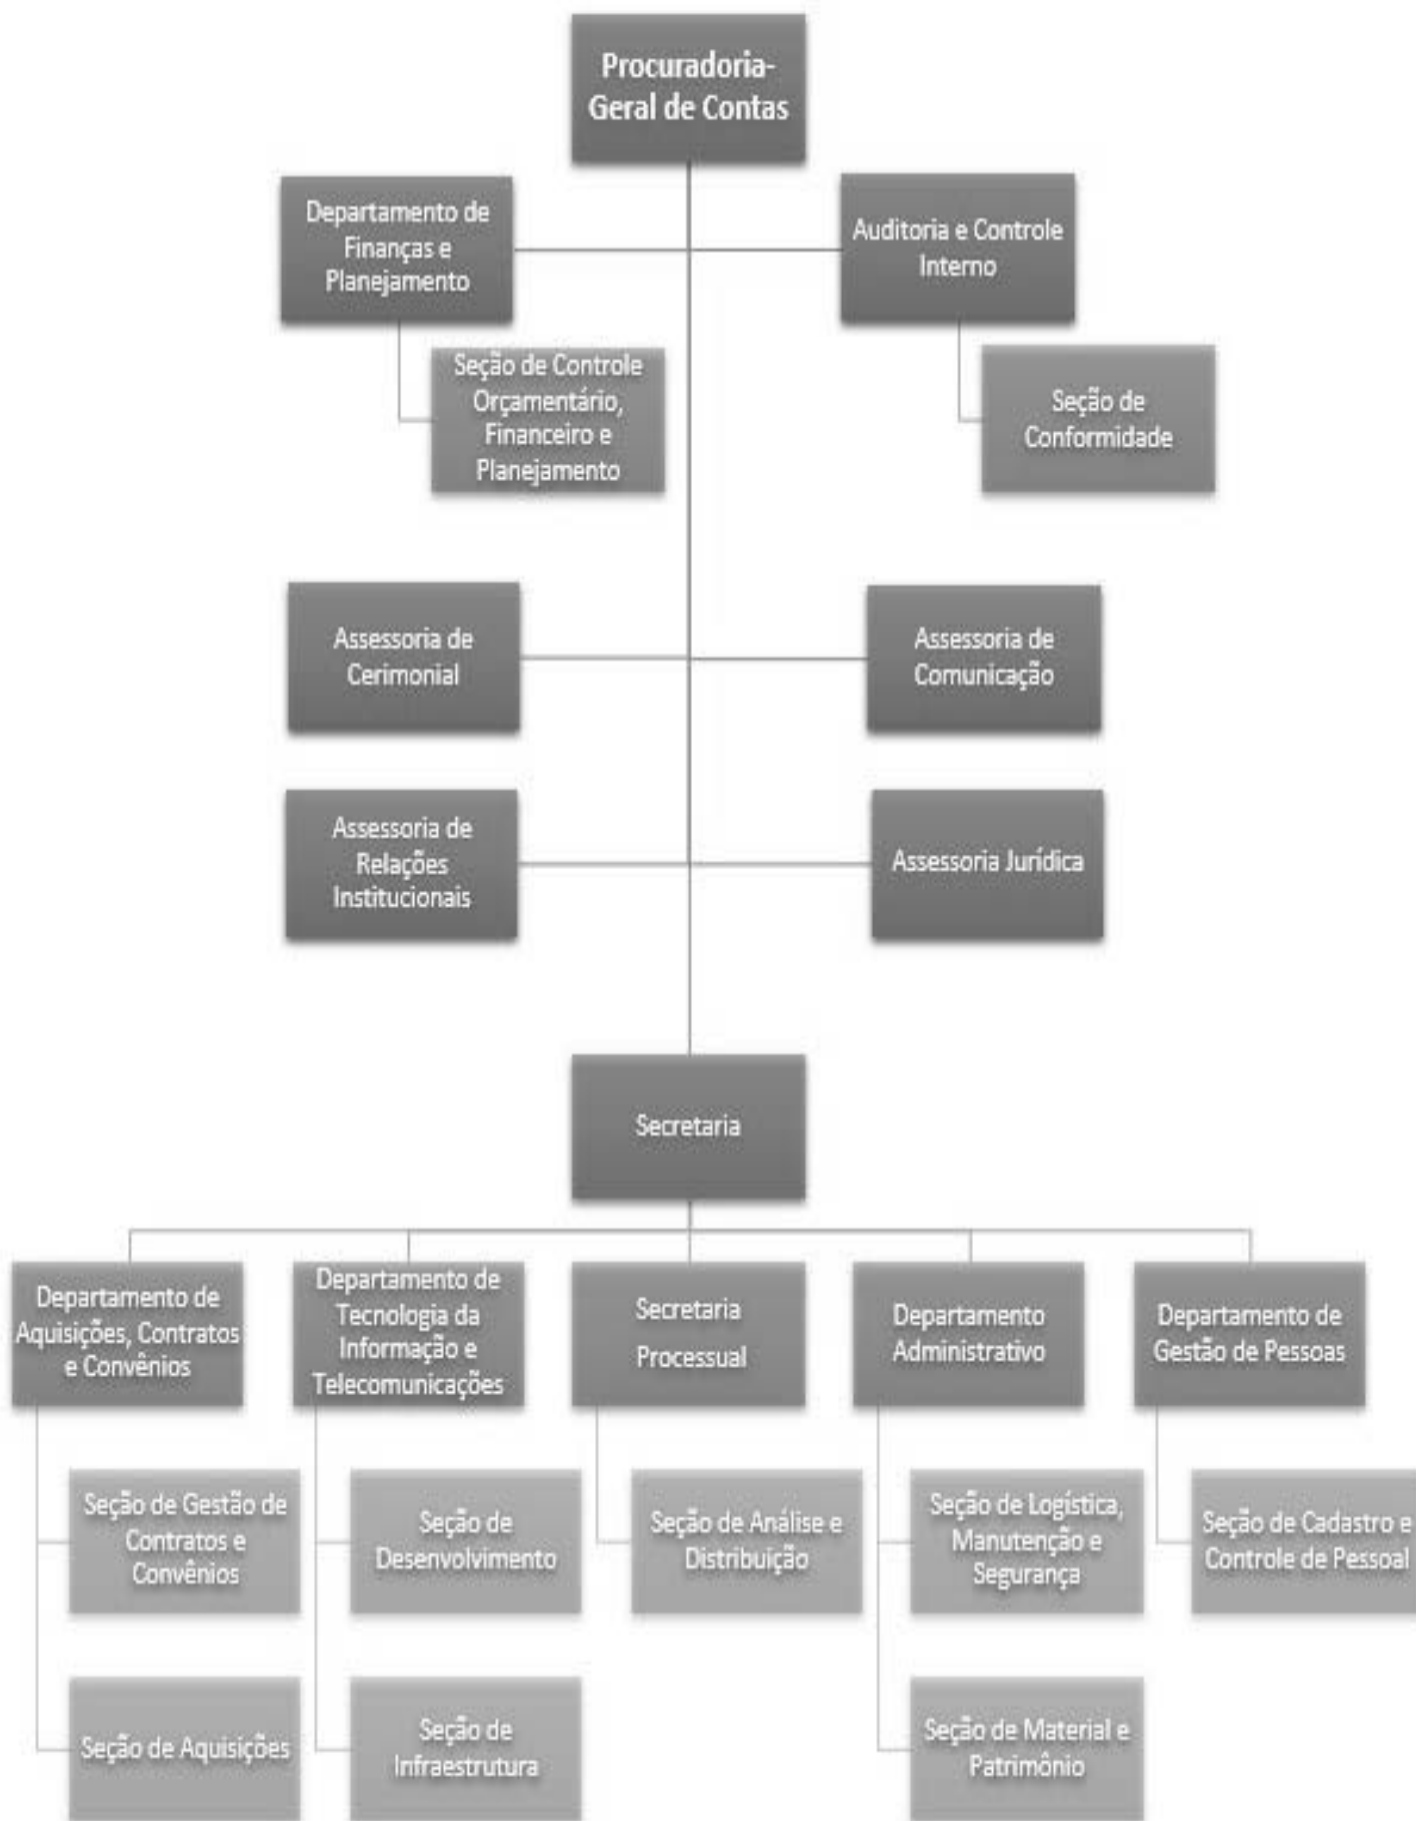 Procuradoria-
Geral de Contas
Departamento de
Finanças e
Planejamento
Auditoria e Controle
Interno
Seção de Controle
Orçamentário,
Financeiro e
Planejamento
Seção de
Conformidade
Assessoria de
Cerimonial
Assessoria de
Comunicação
Assessoria de
Relações
Institucionais
Assessoria Jurídica
Secretaria
Departamento de
Aquisições, Contratos
e Convênios
Departamento de
Tecnologia da
Informação e
Telecomunicações
Secretaria
Processual
Departamento
Administrativo
Departamento de
Gestão de Pessoas
Seção de Gestão de
Contratos e
Convênios
Seção de
Desenvolvimento
Seção de Análise e
Distribuição
Seção de Logística,
Manutenção e
Segurança
Seção de Cadastro e
Controle de Pessoal
Seção de Aquisições
Seção de
Infraestrutura
Seção de Material e
Patrimônio